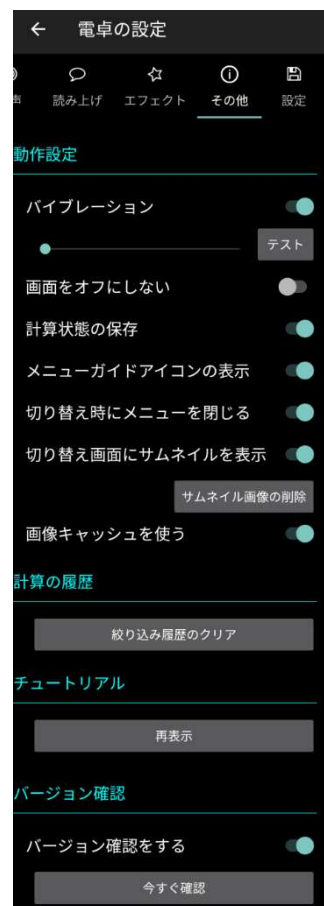 電卓の設定
声 読み上げ エフェクト その他 設定
動作設定
バイブレーション
テスト
画面をオフにしない
計算状態の保存
メニューガイドアイコンの表示
切り替え時にメニューを閉じる
切り替え画面にサムネイルを表示
サムネイル画像の削除
画像キャッシュを使う
計算の履歴
絞り込み履歴のクリア
チュートリアル
再表示
バージョン確認
バージョン確認をする
今すぐ確認